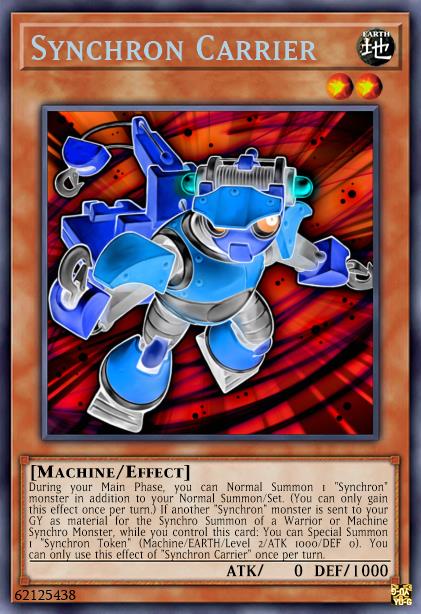 Synchron Carrier
EARTH
地
[Machine/Effect]
During your Main Phase, you can Normal Summon 1 "Synchron"
monster in addition to your Normal Summon/Set. (You can only gain
this effect once per turn.) If another "Synchron" monster is sent to your
GY as material for the Synchro Summon of a Warrior or Machine
Synchro Monster, while you control this card: You can Special Summon
1 "Synchron Token" (Machine/EARTH/Level 2/ATK 1000/DEF 0). You
can only use this effect of "Synchron Carrier" once per turn.
ATK/ 0 DEF/1000
62125438